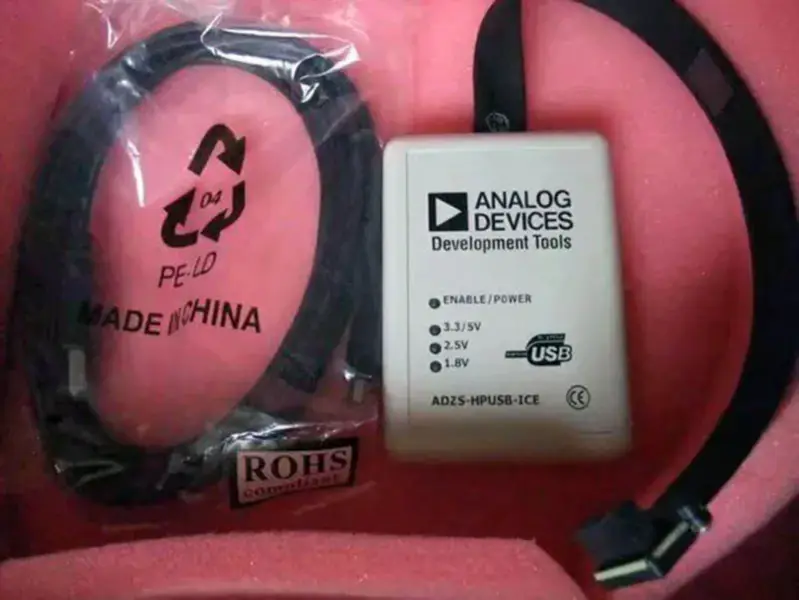 04
PE-LD
MADE IN CHINA
ROHS
compliant
ANALOG
DEVICES
Development Tools
ENABLE/POWER
3.3/5V
2.5V
1.8V
USB
ADZS-HPUSB-ICE
CE